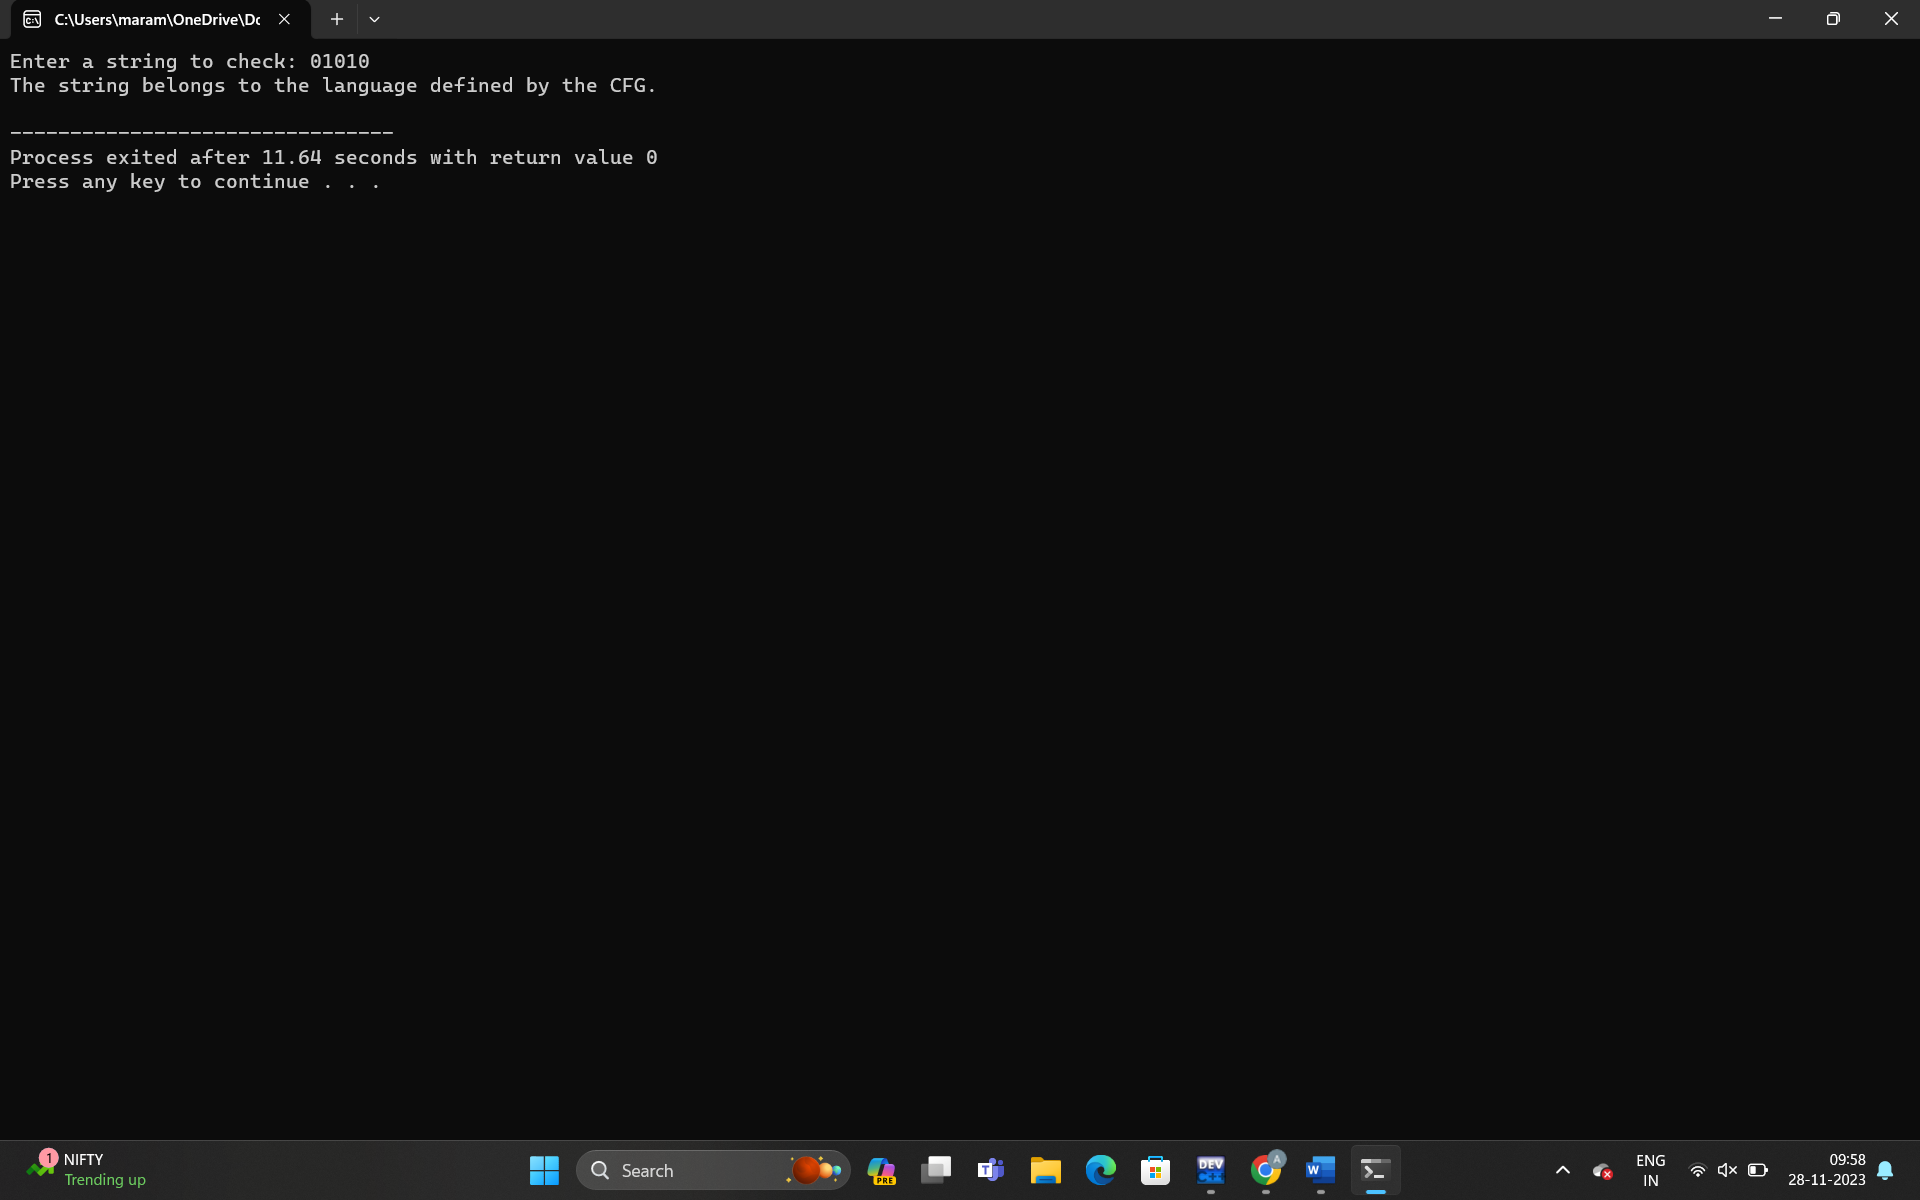 C:\Users\maram\OneDrive\Dc
Enter a string to check: 01010
The string belongs to the language defined by the CFG.
--------------------------------
Process exited after 11.64 seconds with return value 0
Press any key to continue . . .
1
NIFTY
Trending up
Search
PRE
T
DEV
C++
A
W
ENG
IN
09:58
28-11-2023